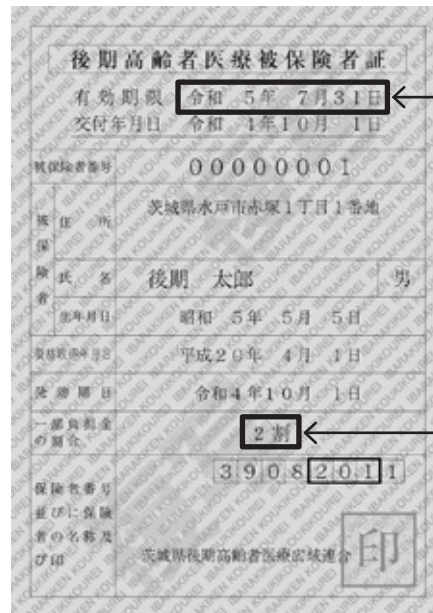 後期高齢者医療被保険者証
有効期限 令和 5年 7月31日
交付年月日 令和 4年10月 1日
被保険者番号 00000001
被保険者
住所 茨城県水戸市赤塚1丁目1番地
氏名 後期 太郎 男
生年月日 昭和 5年 5月 5日
資格取得年月日 平成20年 4月 1日
発効期日 令和4年10月 1日
一部負担金の割合 2割
39082011
保険者番号
並びに保険
者の名称及
び印
茨城県後期高齢者医療広域連合
印